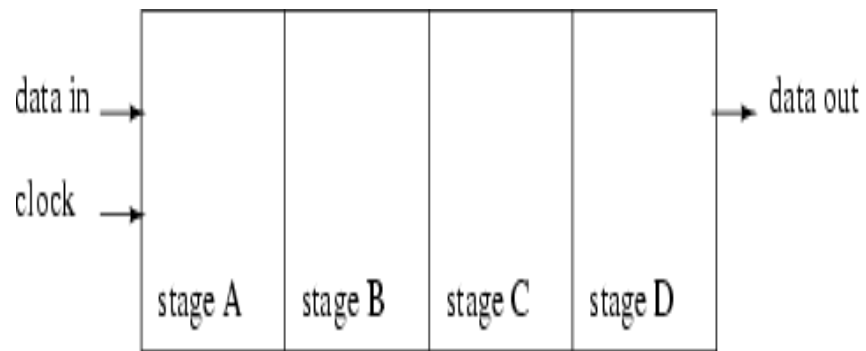 data in
data out
clock
stage A
stage B
stage C
stage D